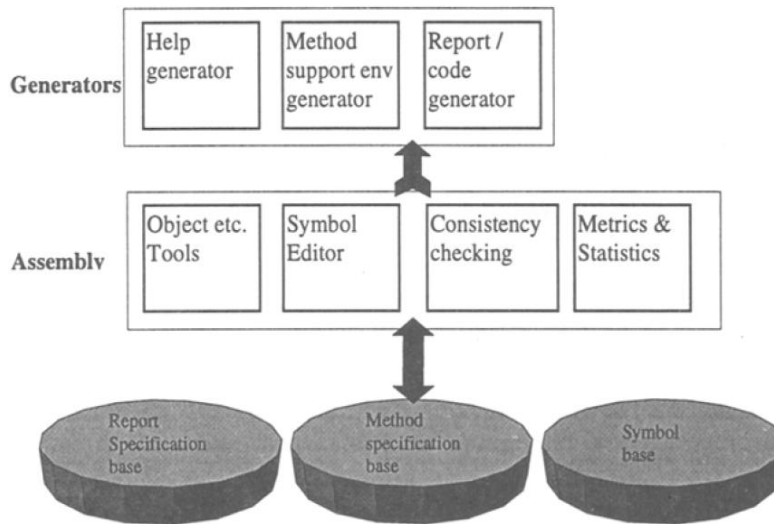 Generators
Help
generator
Method
support env
generator
Report /
code
generator
Assembly
Object etc.
Tools
Symbol
Editor
Consistency
checking
Metrics &
Statistics
Report
Specification
base
Method
specification
base
Symbol
base